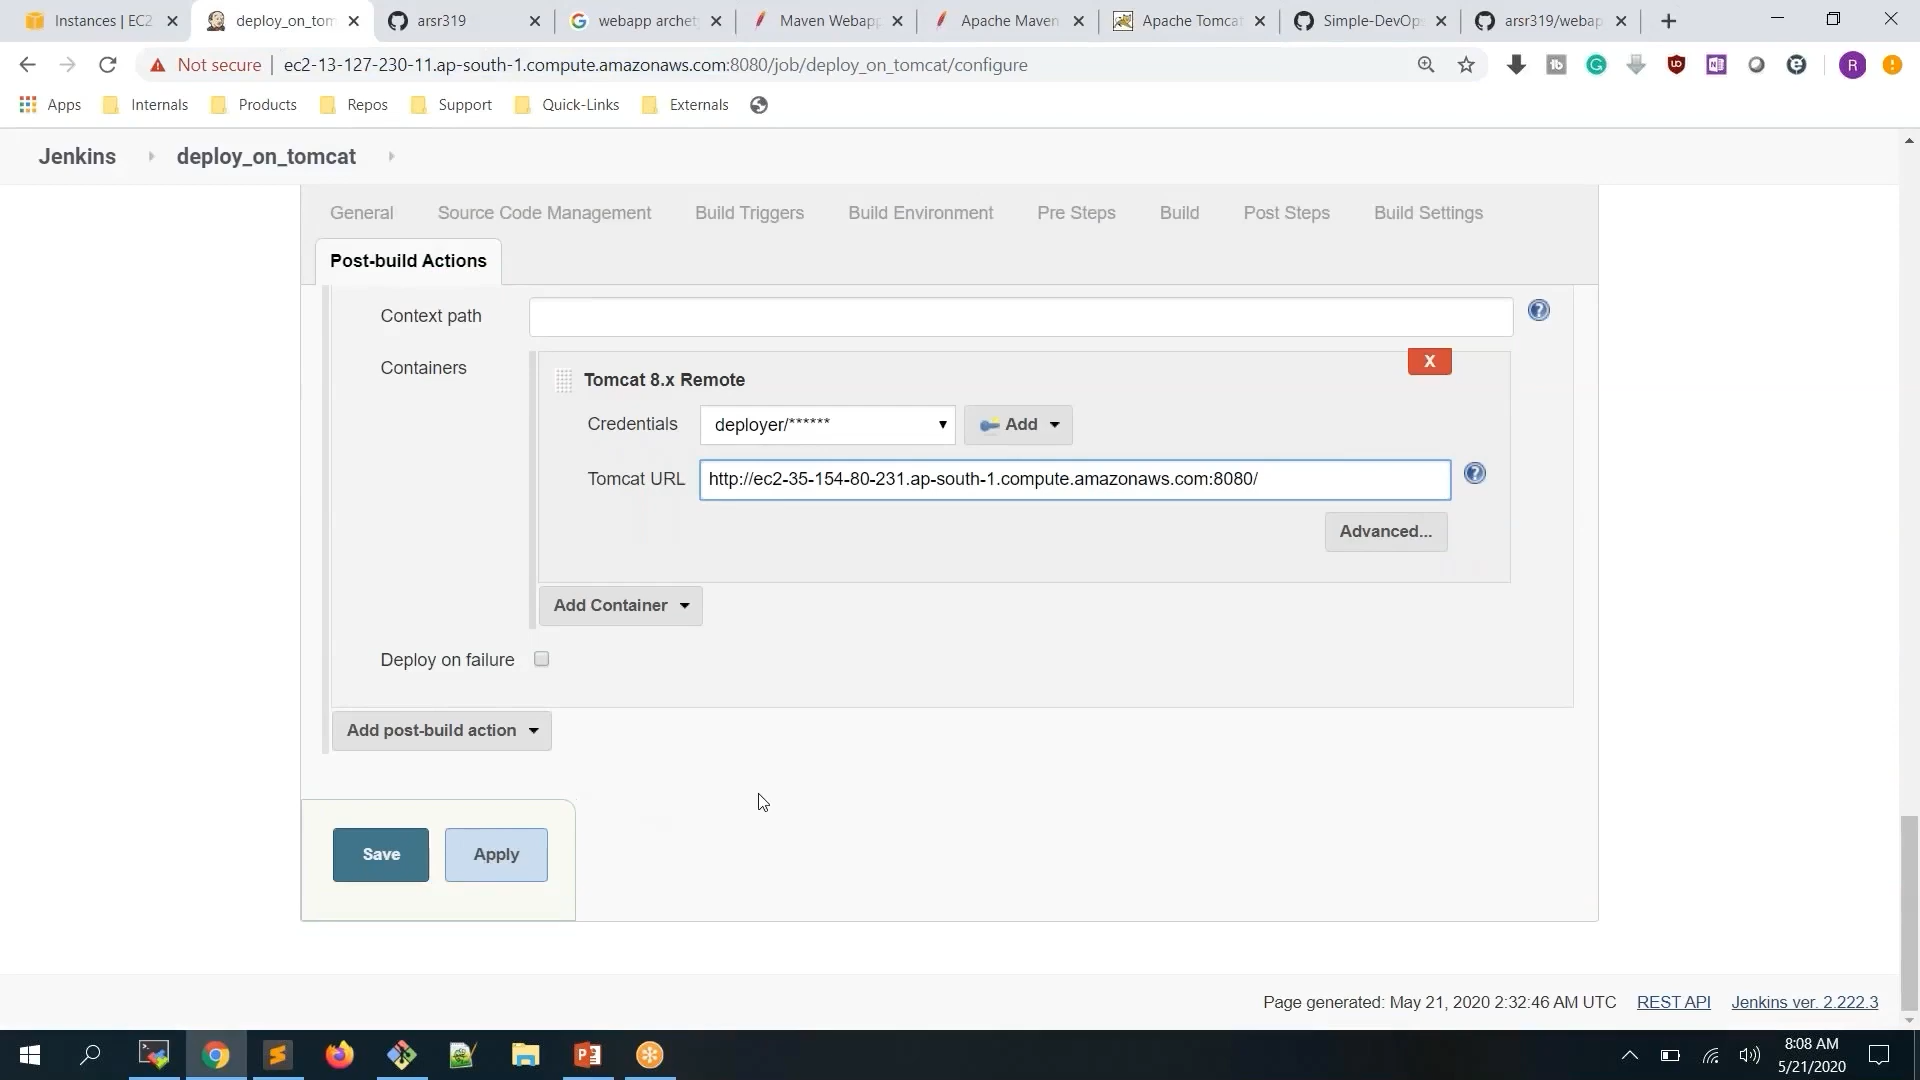 Instances | EC2
deploy_on_tom
arsr319
webapp archet
Maven Webapp
Apache Maven
Apache Tomcat
Simple-DevOps
arsr319/webap
Not secure
ec2-13-127-230-11.ap-south-1.compute.amazonaws.com:8080/job/deploy_on_tomcat/configure
R
Apps
Internals
Products
Repos
Support
Quick-Links
Externals
Jenkins
deploy_on_tomcat
General
Source Code Management
Build Triggers
Build Environment
Pre Steps
Build
Post Steps
Build Settings
Post-build Actions
Context path
Containers
X
Tomcat 8.x Remote
Credentials
deployer/******
Add
Tomcat URL
http://ec2-35-154-80-231.ap-south-1.compute.amazonaws.com:8080/
Advanced...
Add Container
Deploy on failure
Add post-build action
Save
Apply
Page generated: May 21, 2020 2:32:46 AM UTC
REST API
Jenkins ver. 2.222.3
8:08 AM
5/21/2020